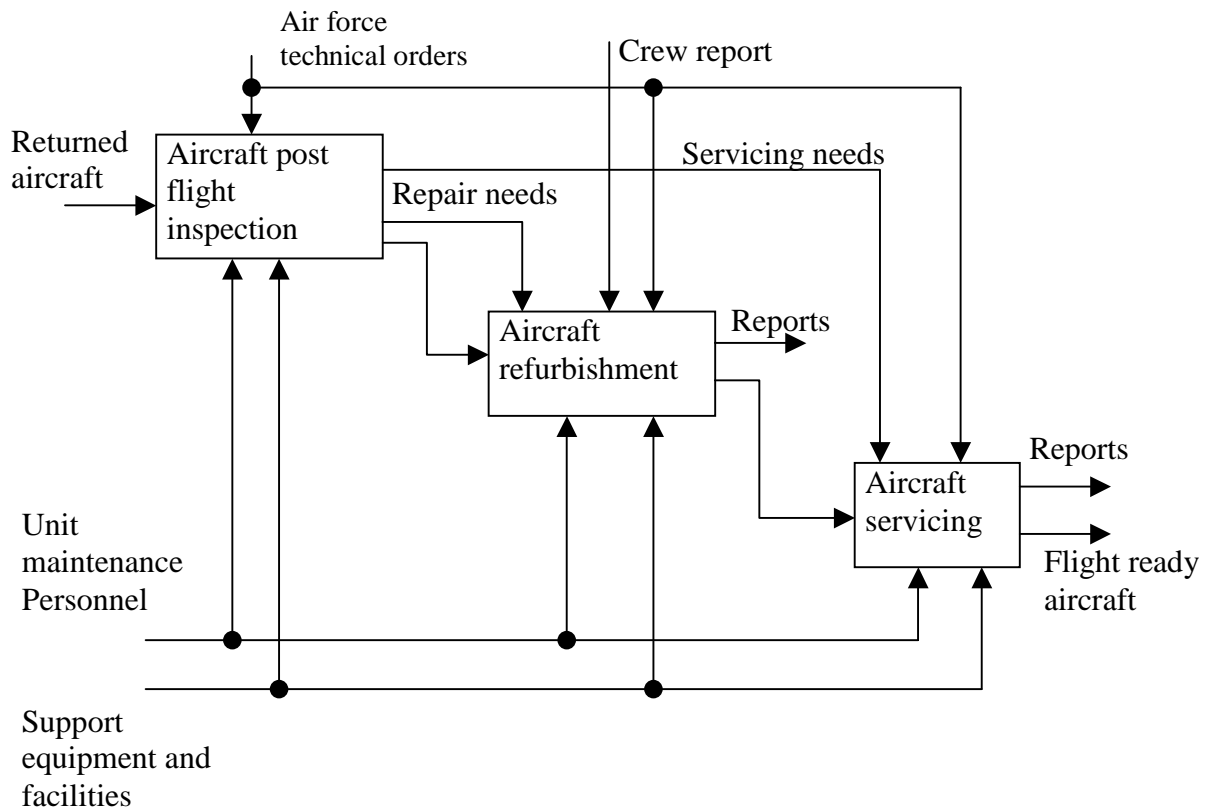 Air force
technical orders
Crew report
Returned
aircraft
Aircraft post
flight
inspection
Servicing needs
Repair needs
Aircraft
refurbishment
Reports
Aircraft
servicing
Reports
Flight ready
aircraft
Unit
maintenance
Personnel
Support
equipment and
facilities